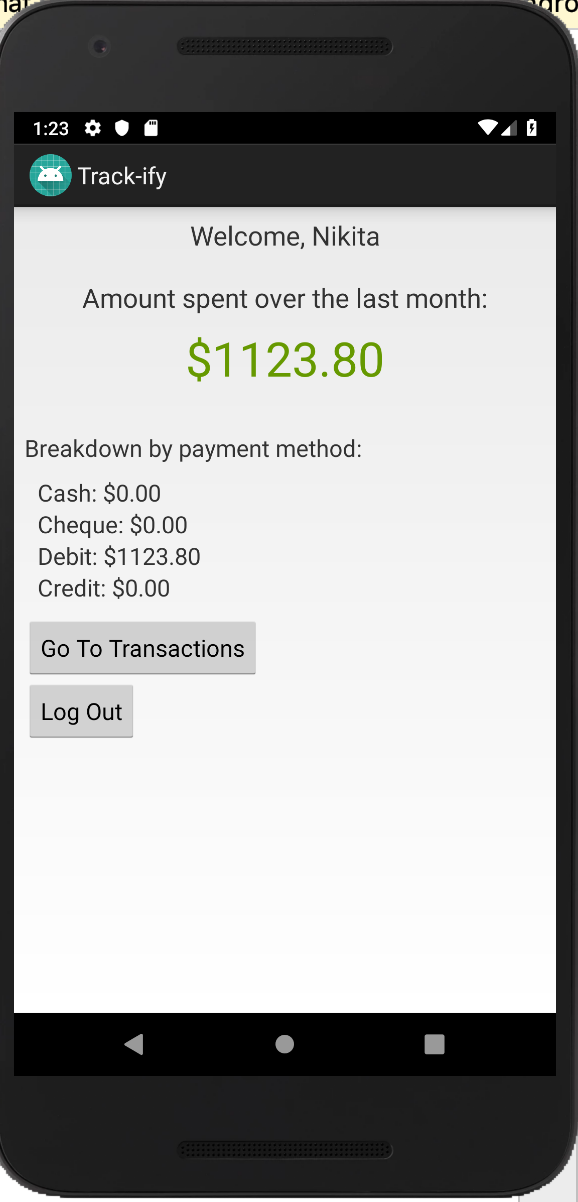 1:23
Track-ify
Welcome, Nikita
Amount spent over the last month:
$1123.80
Breakdown by payment method:
Cash: $0.00
Cheque: $0.00
Debit: $1123.80
Credit: $0.00
Go To Transactions
Log Out